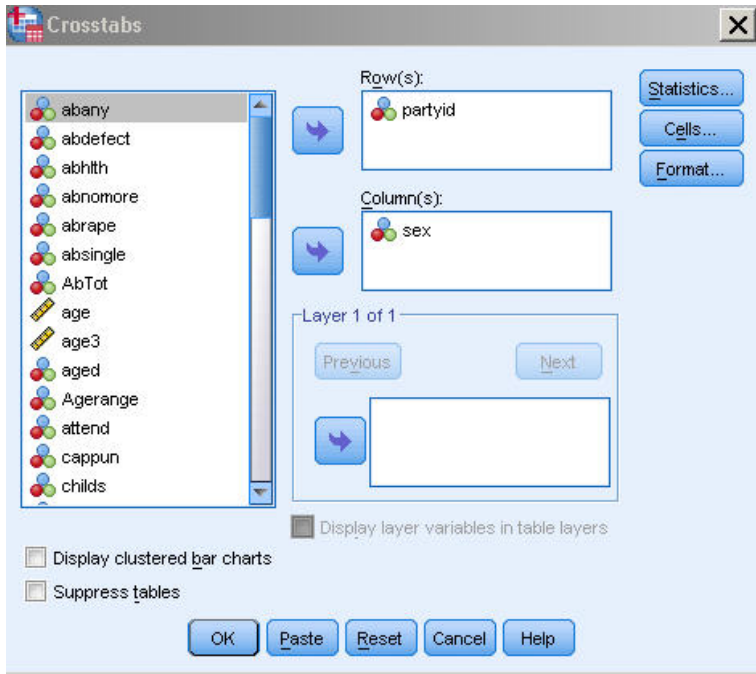 Crosstabs
Row(s):
partyid
Column(s):
sex
Statistics...
Cells...
Format...
abany
abdefect
abhlth
abnomore
abrape
absingle
AbTot
age
age3
aged
Agerange
attend
cappun
childs
Layer 1 of 1
Previous Next
Display layer variables in table layers
Display clustered bar charts
Suppress tables
OK Paste Reset Cancel Help